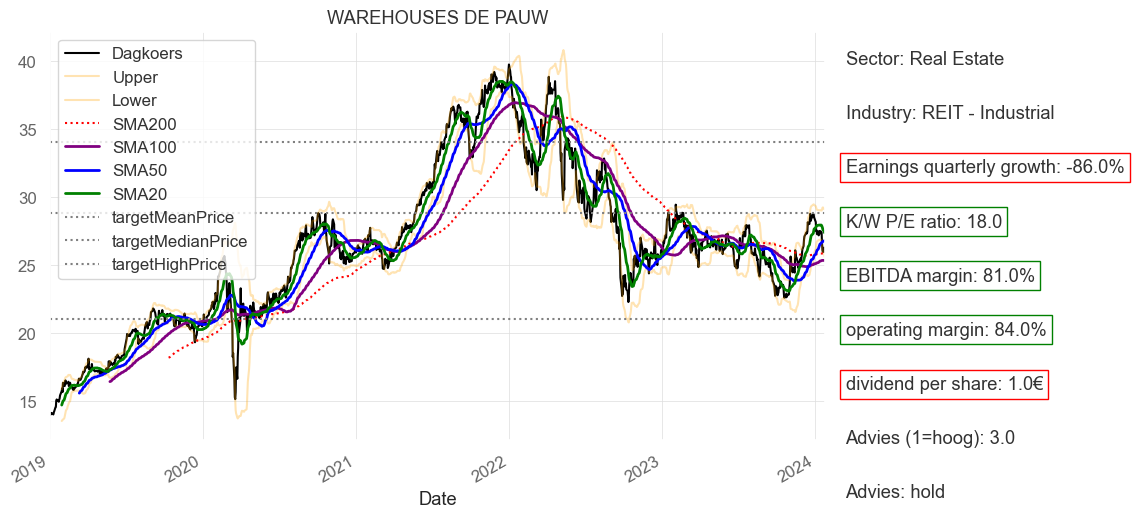 WAREHOUSES DE PAUW
Dagkoers
Upper
Lower
SMA200
SMA100
SMA50
SMA20
targetMeanPrice
targetMedianPrice
targetHighPrice
40
35
30
25
20
15
2019
2020
2021
2022
2023
2024
Date
Sector: Real Estate
Industry: REIT - Industrial
Earnings quarterly growth: -86.0%
K/W P/E ratio: 18.0
EBITDA margin: 81.0%
operating margin: 84.0%
dividend per share: 1.0€
Advies (1=hoog): 3.0
Advies: hold